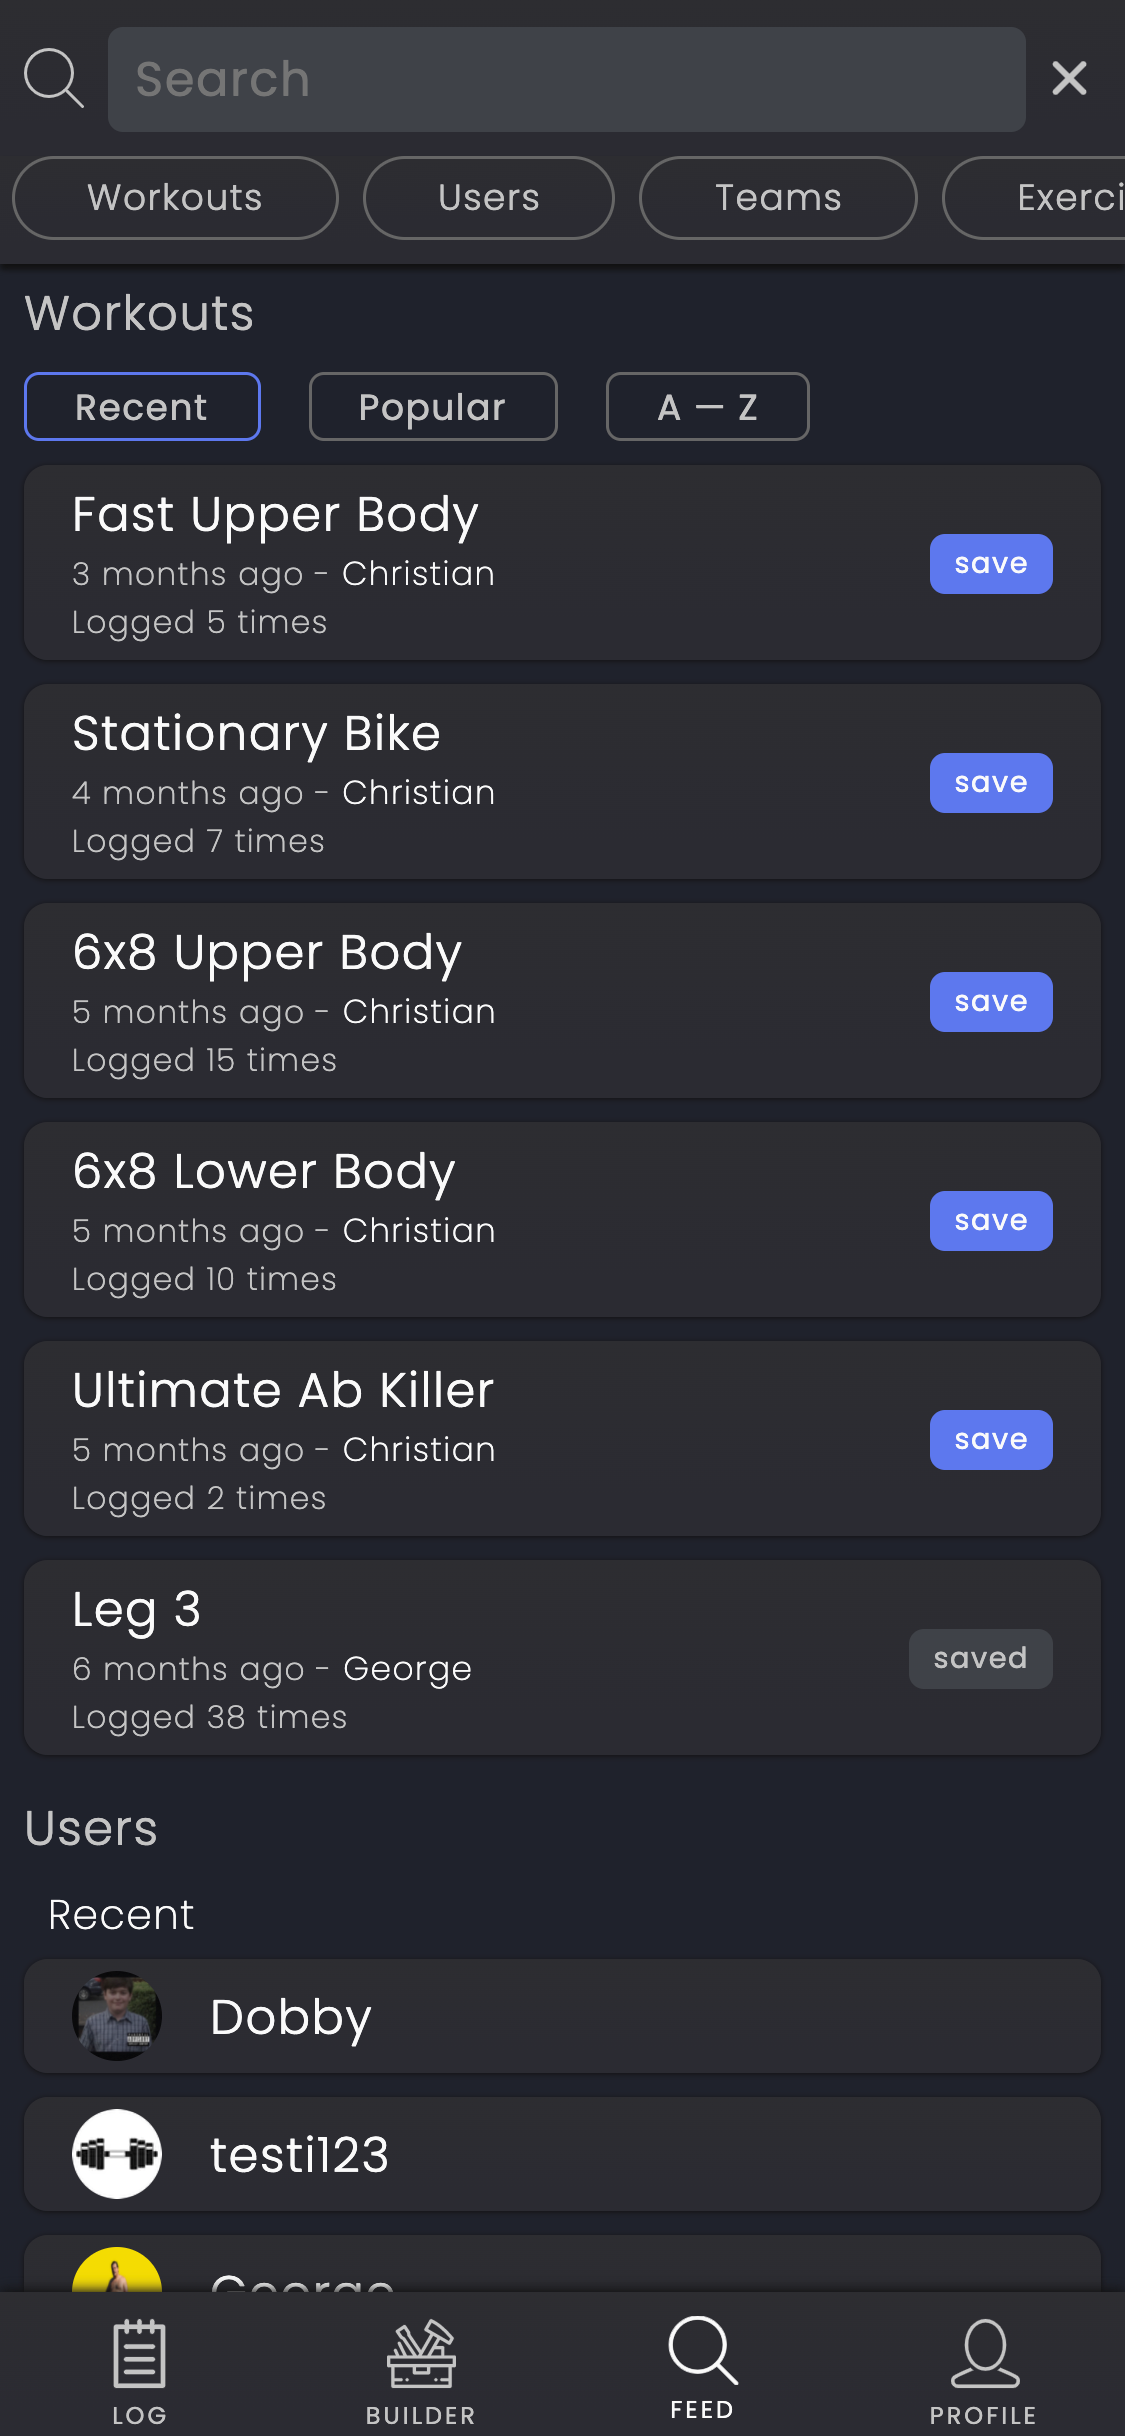 Search
Workouts Users Teams Exerci
Workouts
Recent Popular A — Z
Fast Upper Body
3 months ago - Christian
Logged 5 times
save
Stationary Bike
4 months ago - Christian
Logged 7 times
save
6x8 Upper Body
5 months ago - Christian
Logged 15 times
save
6x8 Lower Body
5 months ago - Christian
Logged 10 times
save
Ultimate Ab Killer
5 months ago - Christian
Logged 2 times
save
Leg 3
6 months ago - George
Logged 38 times
saved
Users
Recent
Dobby
testi123
George
LOG BUILDER FEED PROFILE